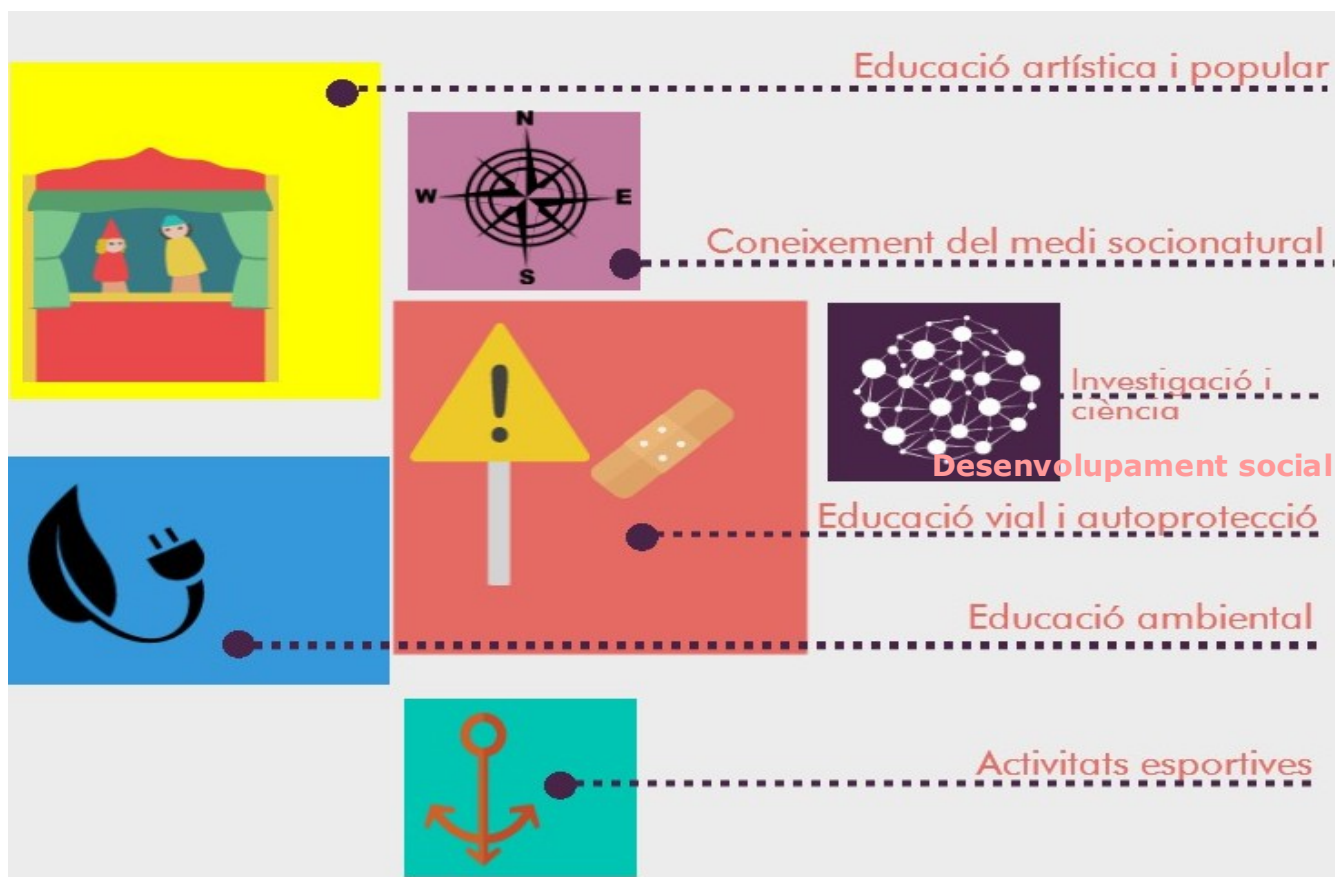 Educació artística i popular
N
W E
S
Coneixement del medi socionatural
Investigació i
ciència
Desenvolupament social
Educació vial i autoprotecció
Educació ambiental
Activitats esportives